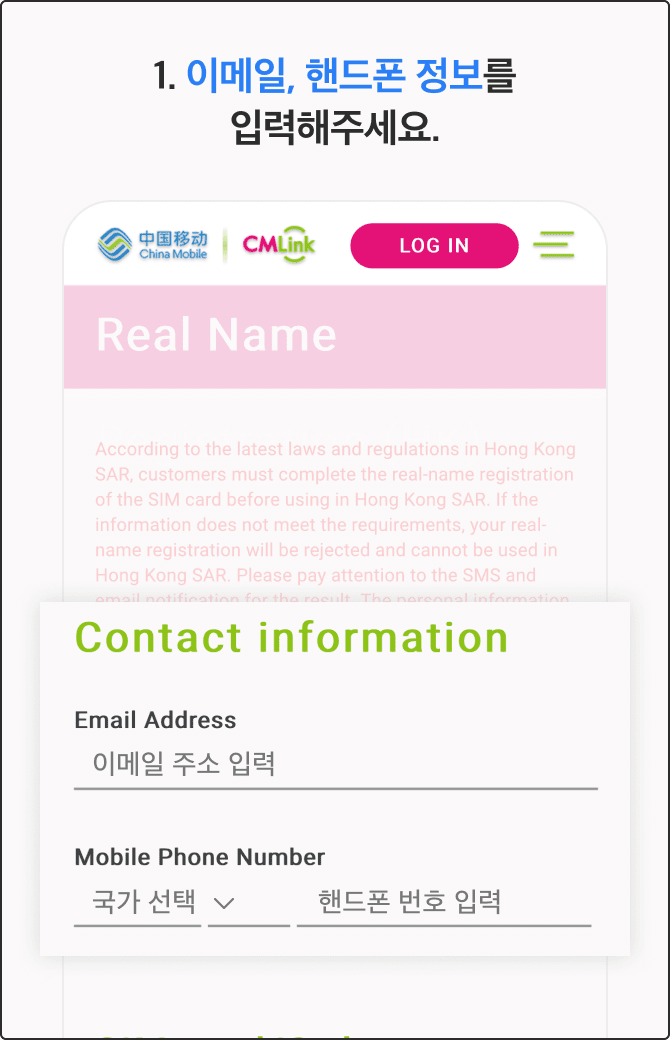 1. 이메일, 핸드폰 정보를
입력해주세요.
中国移动
China Mobile
CMLink
LOG IN
Real Name
According to the latest laws and regulations in Hong Kong
SAR, customers must complete the real-name registration
of the SIM card before using in Hong Kong SAR. If the
information does not meet the requirements, your real-
name registration will be rejected and cannot be used in
Hong Kong SAR. Please pay attention to the SMS and
email notification for the result. The personal information
Contact information
Email Address
이메일 주소 입력
Mobile Phone Number
국가 선택 핸드폰 번호 입력